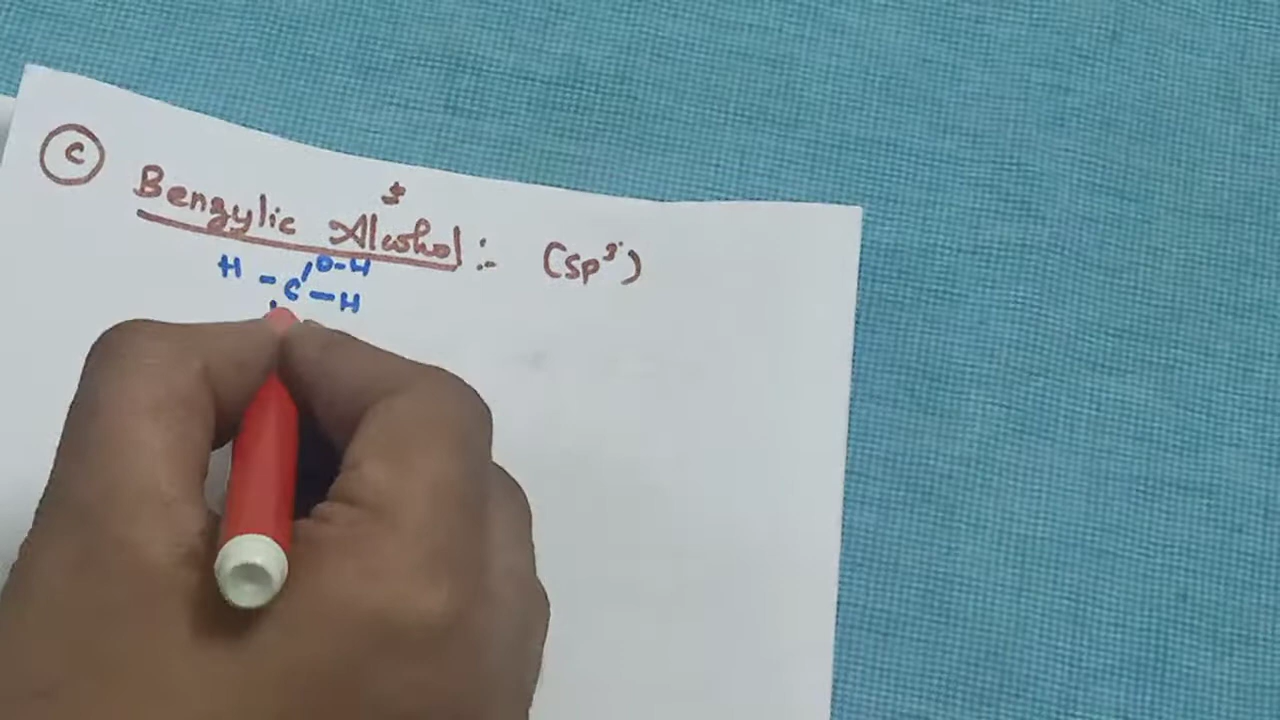 C Benzylic Alcohol :- (sp³)
O-H
H - C - H